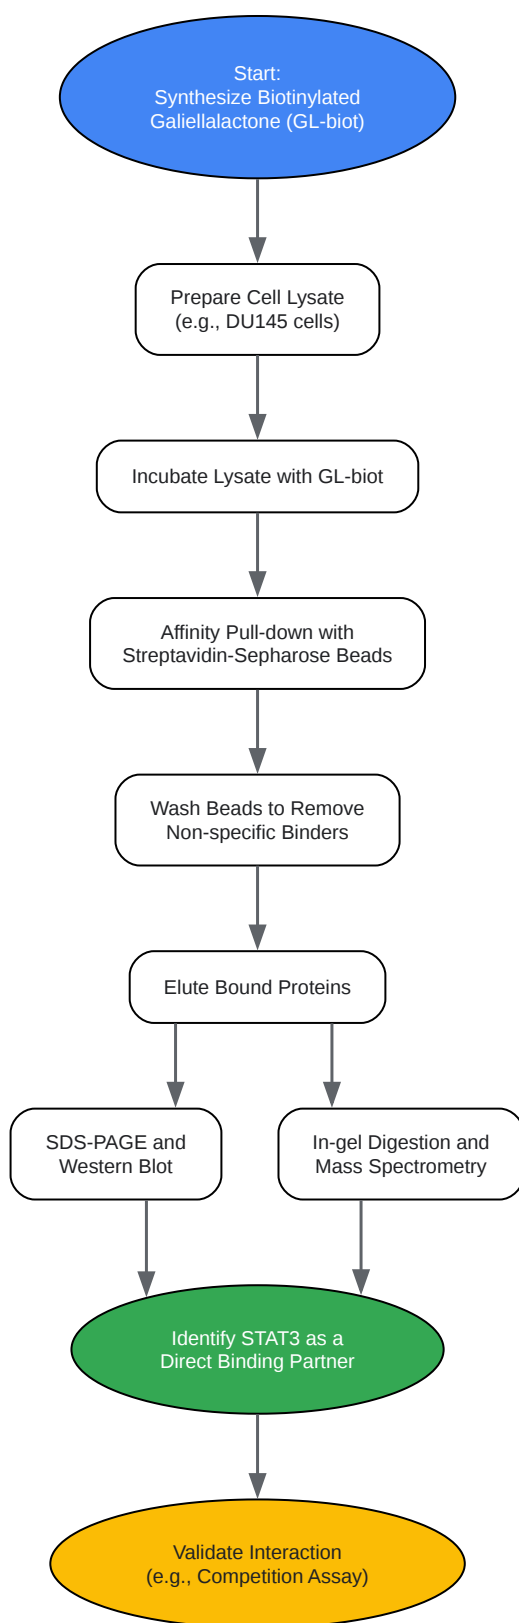 Start:
Synthesize Biotinylated
Galiellalactone (GL-biot)
Prepare Cell Lysate
(e.g., DU145 cells)
Incubate Lysate with GL-biot
Affinity Pull-down with
Streptavidin-Sepharose Beads
Wash Beads to Remove
Non-specific Binders
Elute Bound Proteins
SDS-PAGE and
Western Blot
In-gel Digestion and
Mass Spectrometry
Identify STAT3 as a
Direct Binding Partner
Validate Interaction
(e.g., Competition Assay)